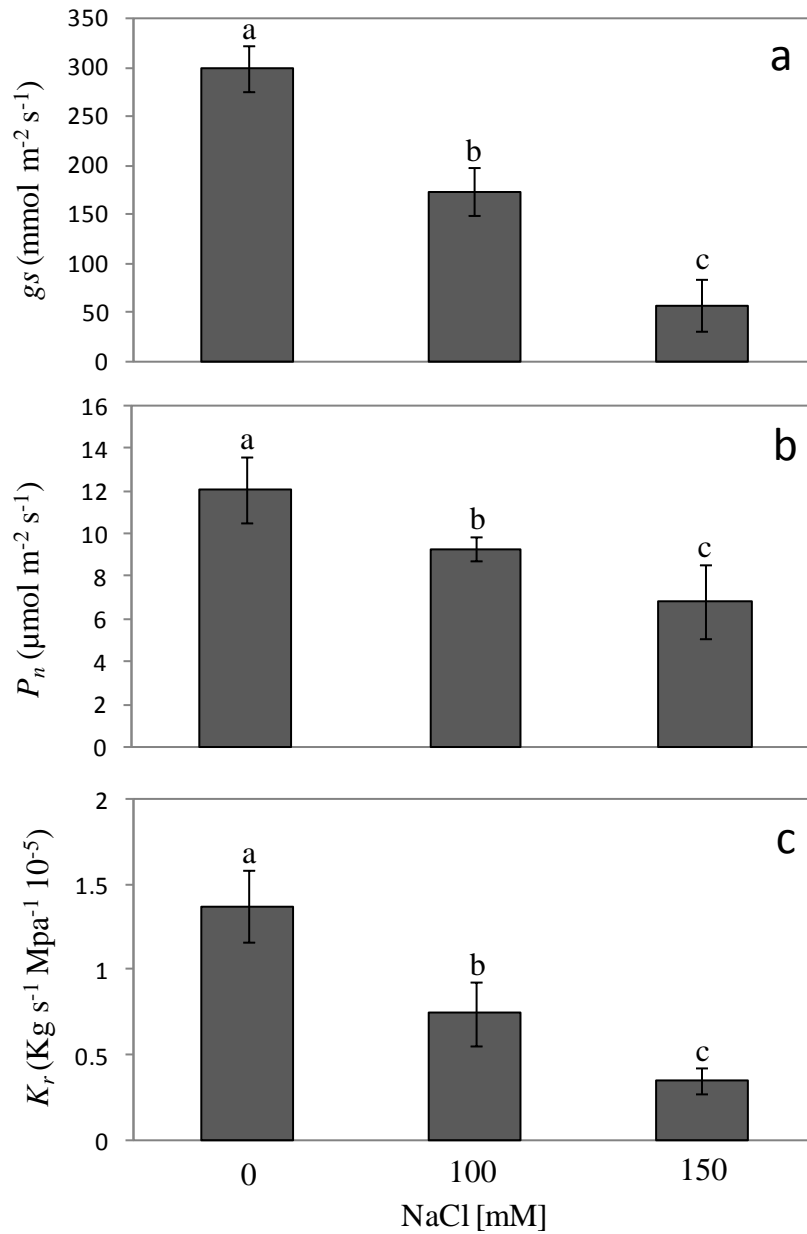 350
300
250
200
150
100
50
0
gs (mmol m⁻² s⁻¹)
a
b
c
a
16
14
12
10
8
6
4
2
0
Pₙ (µmol m⁻² s⁻¹)
a
b
c
b
2
1.5
1
0.5
0
Kᵣ (Kg s⁻¹ Mpa⁻¹ 10⁻⁵)
a
b
c
c
0 100 150
NaCl [mM]